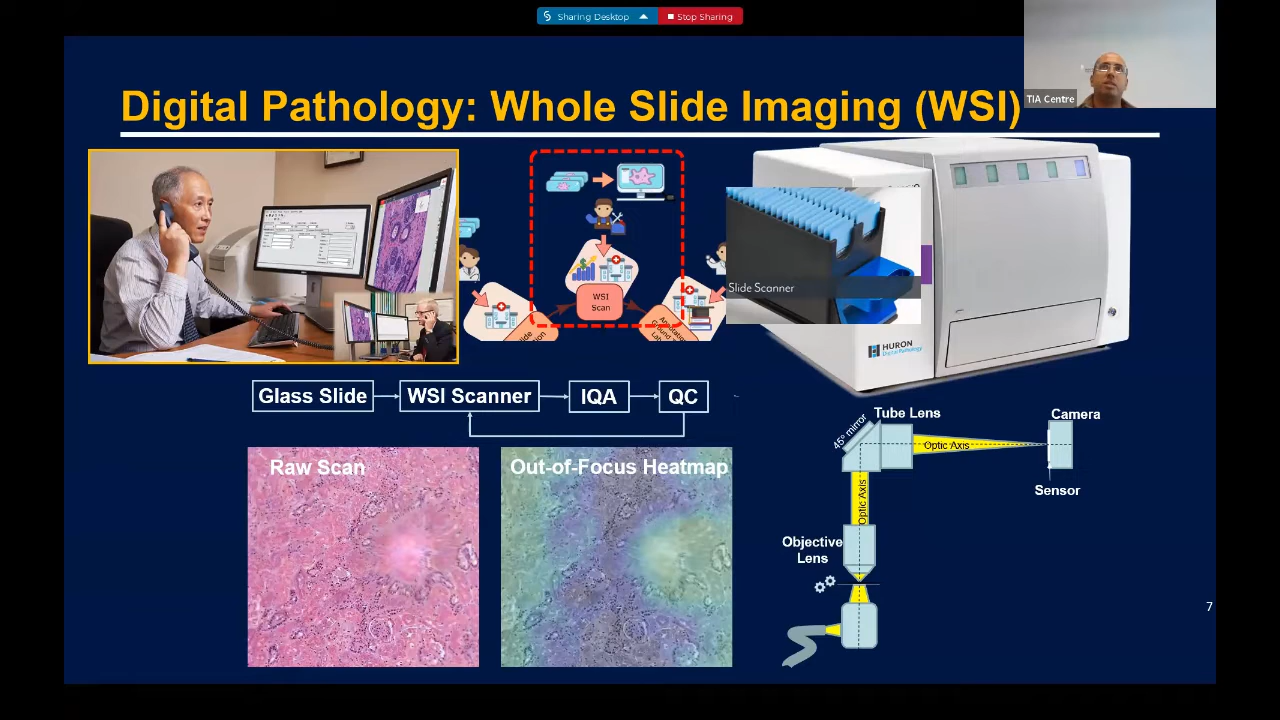 Sharing Desktop
Stop Sharing
TIA Centre
Digital Pathology: Whole Slide Imaging (WSI)
WSI
Scan
Slide Scanner
HURON
Digital Pathology
Glass Slide
WSI Scanner
IQA
QC
Raw Scan
Out-of-Focus Heatmap
45° mirror
Tube Lens
Optic Axis
Camera
Sensor
Optic Axis
Objective
Lens
7